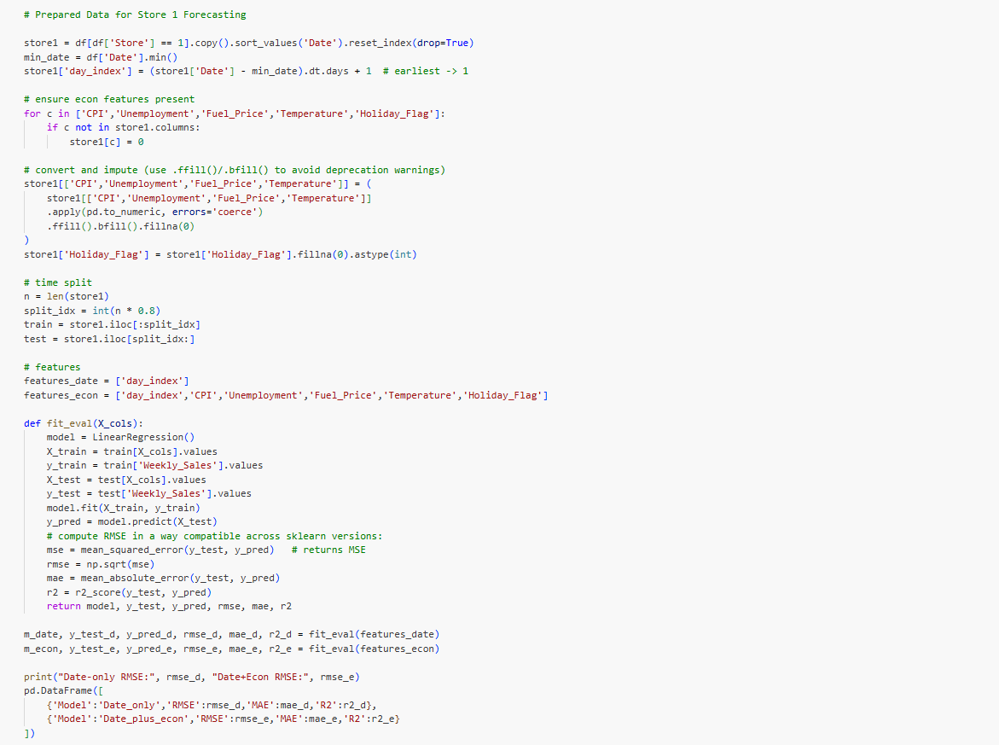 # Prepared Data for Store 1 Forecasting
store1 = df[df['Store'] == 1].copy().sort_values('Date').reset_index(drop=True)
min_date = df['Date'].min()
store1['day_index'] = (store1['Date'] - min_date).dt.days + 1  # earliest -> 1
# ensure econ features present
for c in ['CPI','Unemployment','Fuel_Price','Temperature','Holiday_Flag']:
    if c not in store1.columns:
        store1[c] = 0
# convert and impute (use .ffill()/.bfill() to avoid deprecation warnings)
store1[['CPI','Unemployment','Fuel_Price','Temperature']] = (
    store1[['CPI','Unemployment','Fuel_Price','Temperature']]
    .apply(pd.to_numeric, errors='coerce')
    .ffill().bfill().fillna(0)
)
store1['Holiday_Flag'] = store1['Holiday_Flag'].fillna(0).astype(int)
# time split
n = len(store1)
split_idx = int(n * 0.8)
train = store1.iloc[:split_idx]
test = store1.iloc[split_idx:]
# features
features_date = ['day_index']
features_econ = ['day_index','CPI','Unemployment','Fuel_Price','Temperature','Holiday_Flag']
def fit_eval(X_cols):
    model = LinearRegression()
    X_train = train[X_cols].values
    y_train = train['Weekly_Sales'].values
    X_test = test[X_cols].values
    y_test = test['Weekly_Sales'].values
    model.fit(X_train, y_train)
    y_pred = model.predict(X_test)
    # compute RMSE in a way compatible across sklearn versions:
    mse = mean_squared_error(y_test, y_pred)   # returns MSE
    rmse = np.sqrt(mse)
    mae = mean_absolute_error(y_test, y_pred)
    r2 = r2_score(y_test, y_pred)
    return model, y_test, y_pred, rmse, mae, r2
m_date, y_test_d, y_pred_d, rmse_d, mae_d, r2_d = fit_eval(features_date)
m_econ, y_test_e, y_pred_e, rmse_e, mae_e, r2_e = fit_eval(features_econ)
print("Date-only RMSE:", rmse_d, "Date+Econ RMSE:", rmse_e)
pd.DataFrame([
    {'Model':'Date_only','RMSE':rmse_d,'MAE':mae_d,'R2':r2_d},
    {'Model':'Date_plus_econ','RMSE':rmse_e,'MAE':mae_e,'R2':r2_e}
])